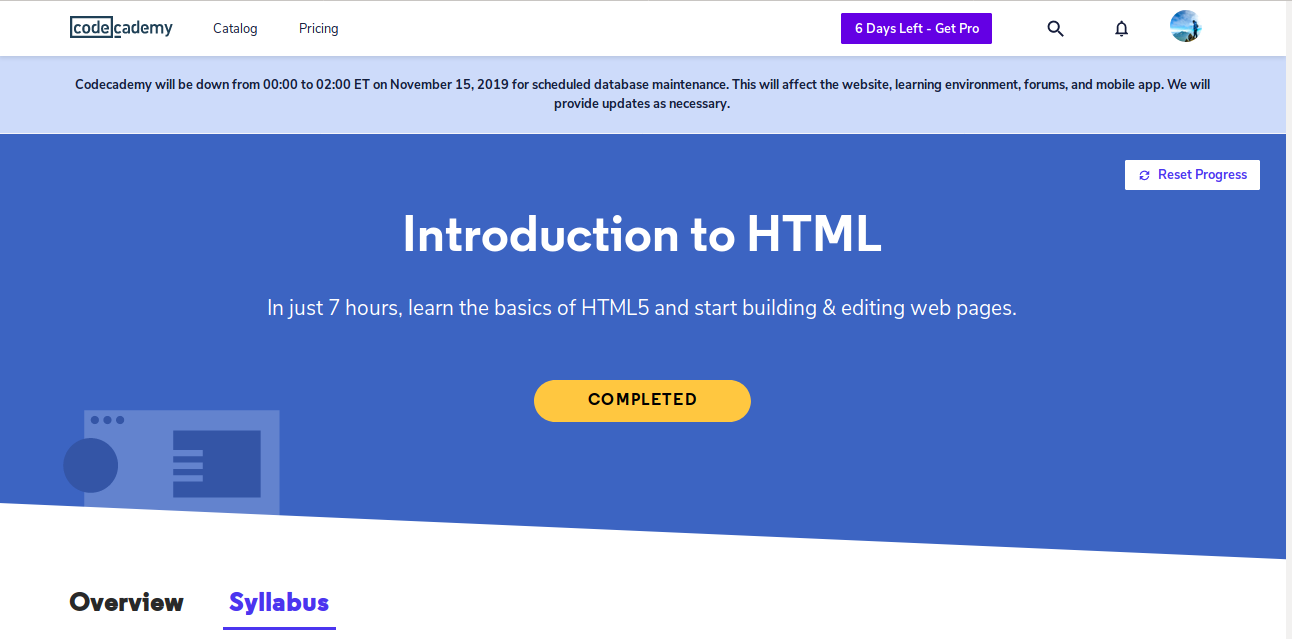 codecademy Catalog Pricing 6 Days Left - Get Pro
Codecademy will be down from 00:00 to 02:00 ET on November 15, 2019 for scheduled database maintenance. This will affect the website, learning environment, forums, and mobile app. We will
provide updates as necessary.
Reset Progress
Introduction to HTML
In just 7 hours, learn the basics of HTML5 and start building & editing web pages.
COMPLETED
Overview Syllabus